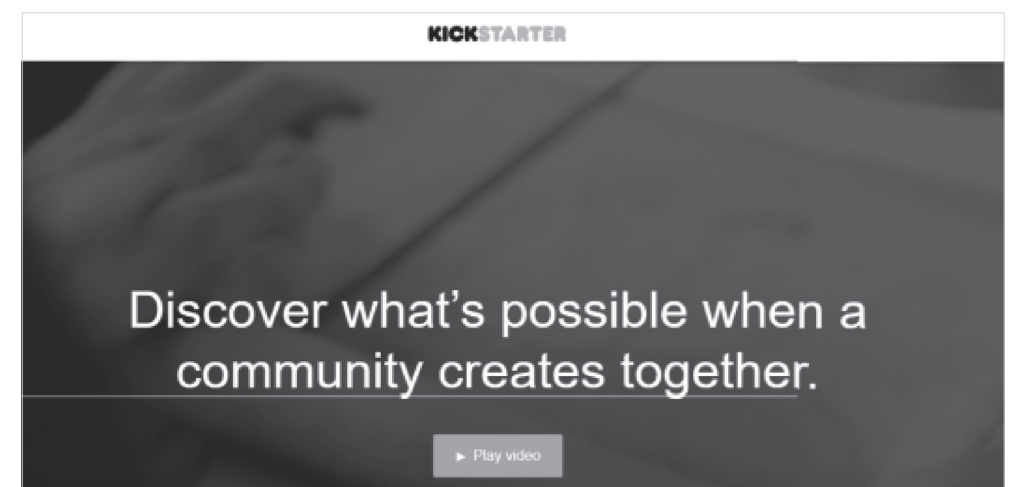 KICKSTARTER
Discover what’s possible when a
community creates together.
► Play video